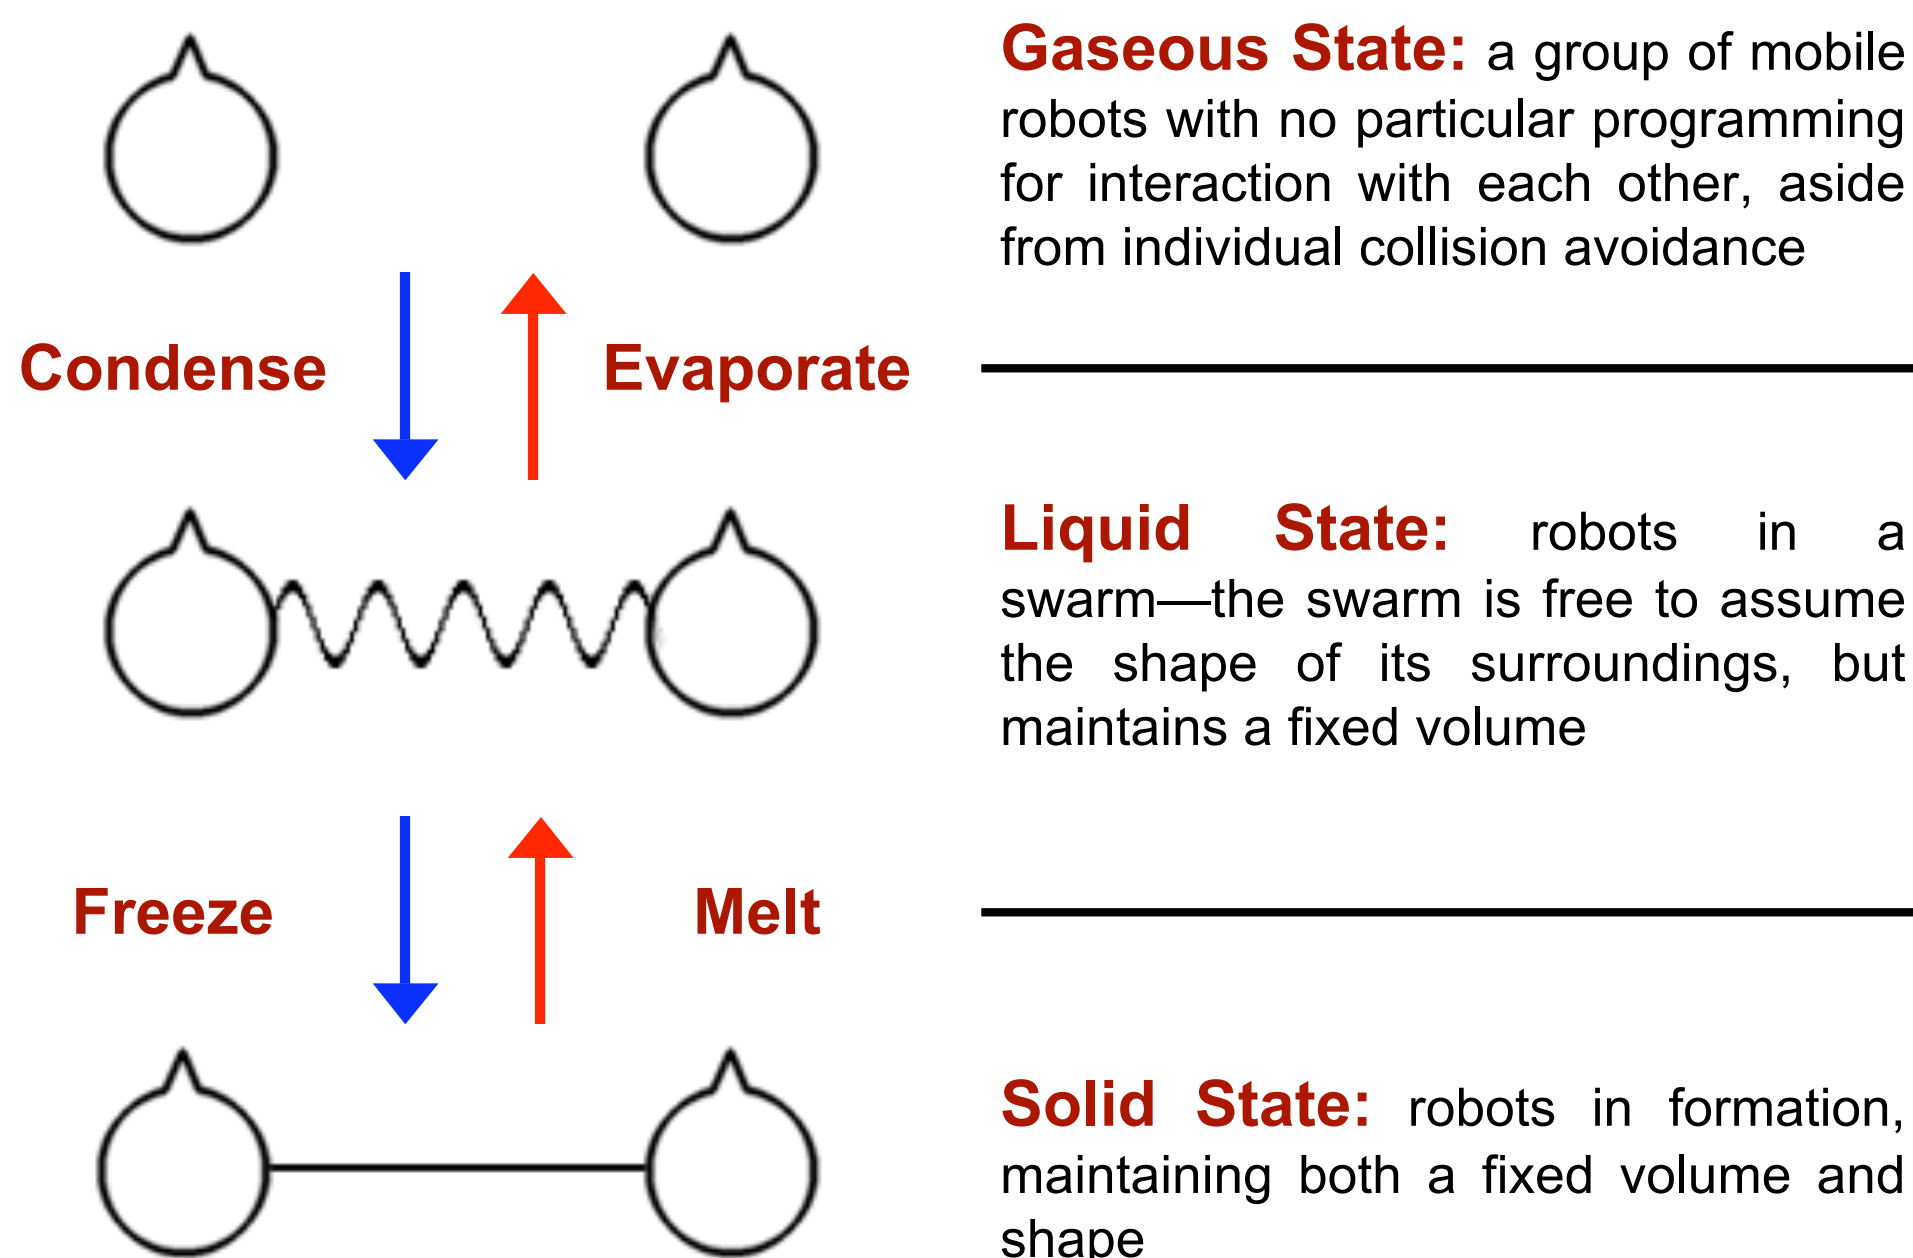 Gaseous State: a group of mobile
robots with no particular programming
for interaction with each other, aside
from individual collision avoidance
Condense
Evaporate
Liquid State: robots in a
swarm—the swarm is free to assume
the shape of its surroundings, but
maintains a fixed volume
Freeze
Melt
Solid State: robots in formation,
maintaining both a fixed volume and
shape